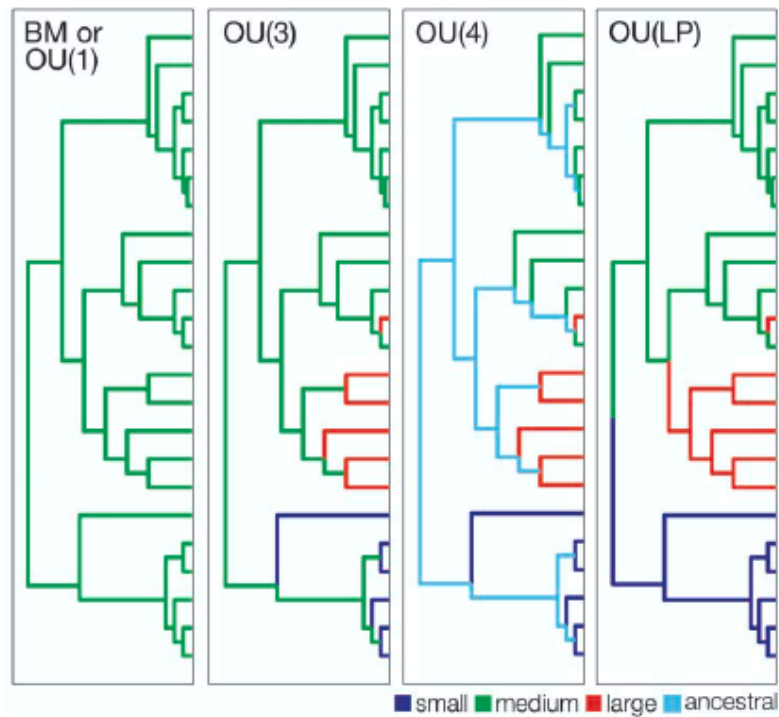 BM or
OU(1)
OU(3)
OU(4)
OU(LP)
small medium large ancestral